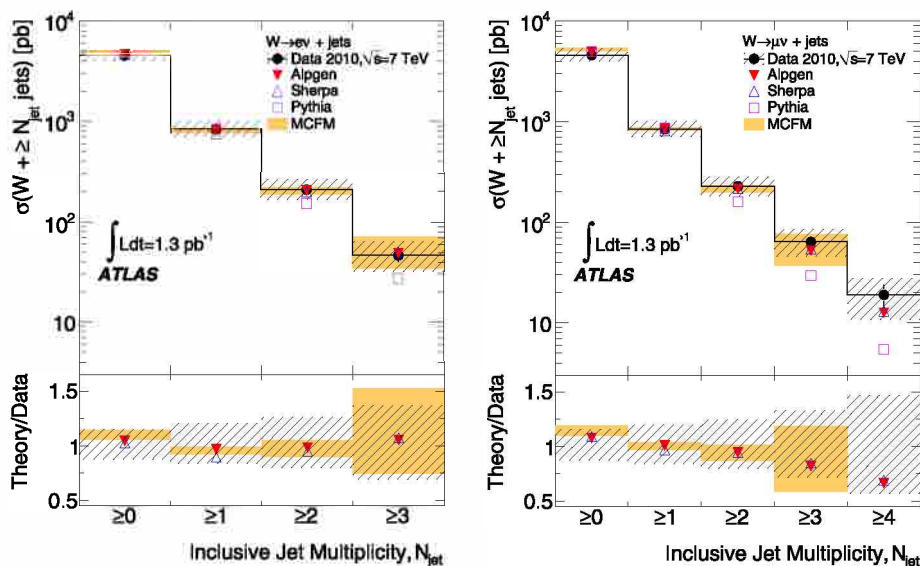 σ(W + ≥ N_jet jets) [pb]
10⁴
10³
10²
10
W→eν + jets
Data 2010, √s=7 TeV
Alpgen
Sherpa
Pythia
MCFM
∫ Ldt=1.3 pb⁻¹
ATLAS
Theory/Data
1.5
1
0.5
≥0 ≥1 ≥2 ≥3
Inclusive Jet Multiplicity, N_jet
σ(W + ≥N_jet jets) [pb]
10⁴
10³
10²
10
W→μν + jets
Data 2010, √s=7 TeV
Alpgen
Sherpa
Pythia
MCFM
∫ Ldt=1.3 pb⁻¹
ATLAS
Theory/Data
1.5
1
0.5
≥0 ≥1 ≥2 ≥3 ≥4
Inclusive Jet Multiplicity, N_jet